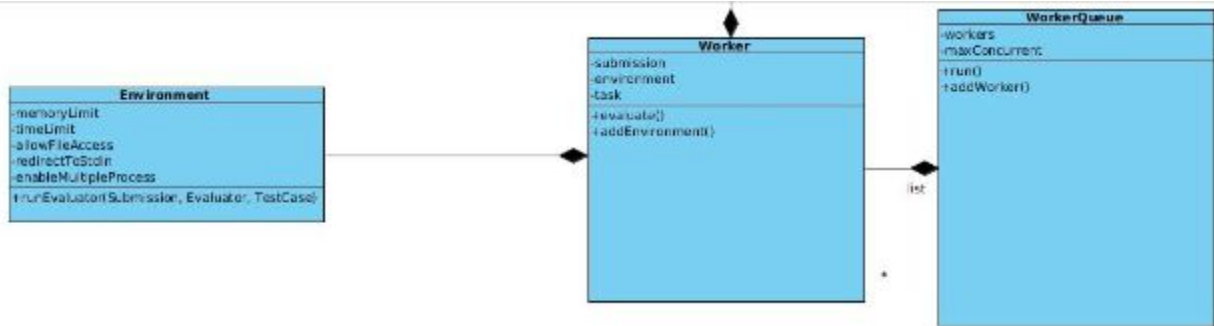 Environment
-memoryLimit
-timeLimit
-allowFileAccess
-redirectToStdin
-enableMultipleProcess
+runEvaluator(Submission, Evaluator, TestCase)
Worker
-submission
-environment
-task
+evaluate()
+addEnvironment()
WorkerQueue
-workers
-maxConcurrent
+run()
+addWorker()
list
*